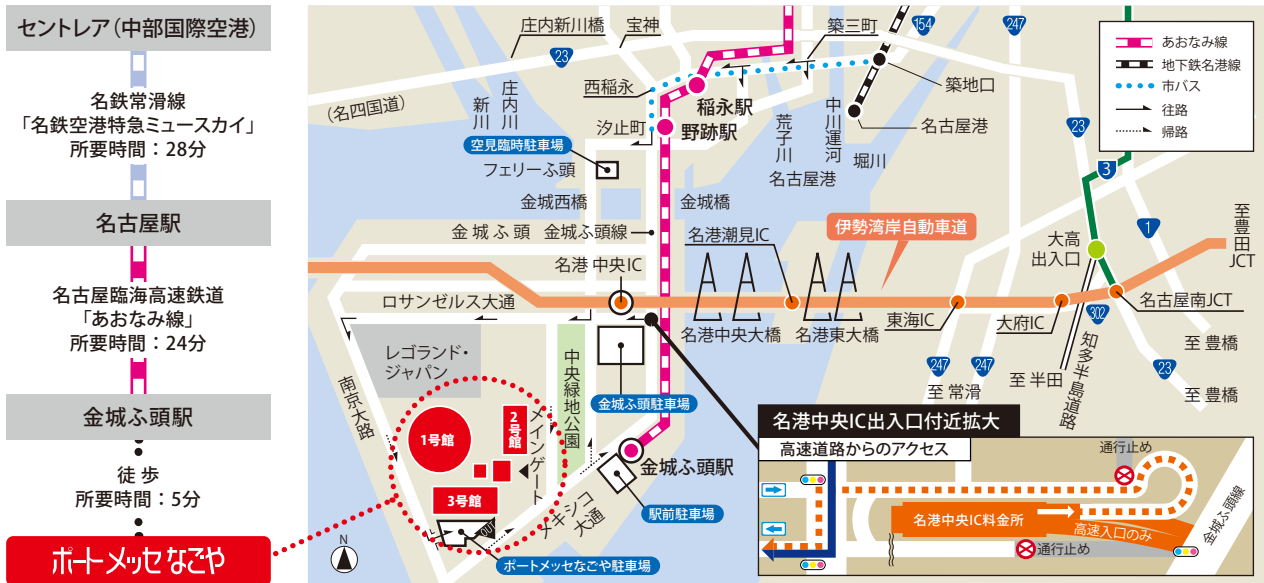 セントレア(中部国際空港)
名鉄常滑線
「名鉄空港特急ミュースカイ」
所要時間：28分
名古屋駅
名古屋臨海高速鉄道
「あおなみ線」
所要時間：24分
金城ふ頭駅
徒歩
所要時間：5分
ポートメッセなごや
庄内新川橋
宝神
築三町
154
247
23
あおなみ線
地下鉄名港線
市バス
往路
帰路
(名四国道)
新川
庄内川
西稲永
汐止町
稲永駅
野跡駅
築地口
名古屋港
荒子川
中川運河
堀川
名古屋港
23
3
1
空見臨時駐車場
フェリーふ頭
金城西橋
金城橋
金城ふ頭
金城ふ頭線
伊勢湾岸自動車道
名港中央IC
名港潮見IC
大高
出入口
至豊田
JCT
ロサンゼルス大通
名港中央大橋
名港東大橋
東海IC
大府IC
名古屋南JCT
302
至 豊橋
247
247
至 常滑
至 半田
知多半島道路
23
至 豊橋
レゴランド・
ジャパン
南京大路
中央緑地公園
金城ふ頭駐車場
1号館
2号館
メインゲート
3号館
OUT
金城ふ頭駅
メキシコ
大通
駅前駐車場
ポートメッセなごや駐車場
N
名港中央IC出入口付近拡大
高速道路からのアクセス
通行止め
名港中央IC料金所
高速入口のみ
通行止め
金城ふ頭線